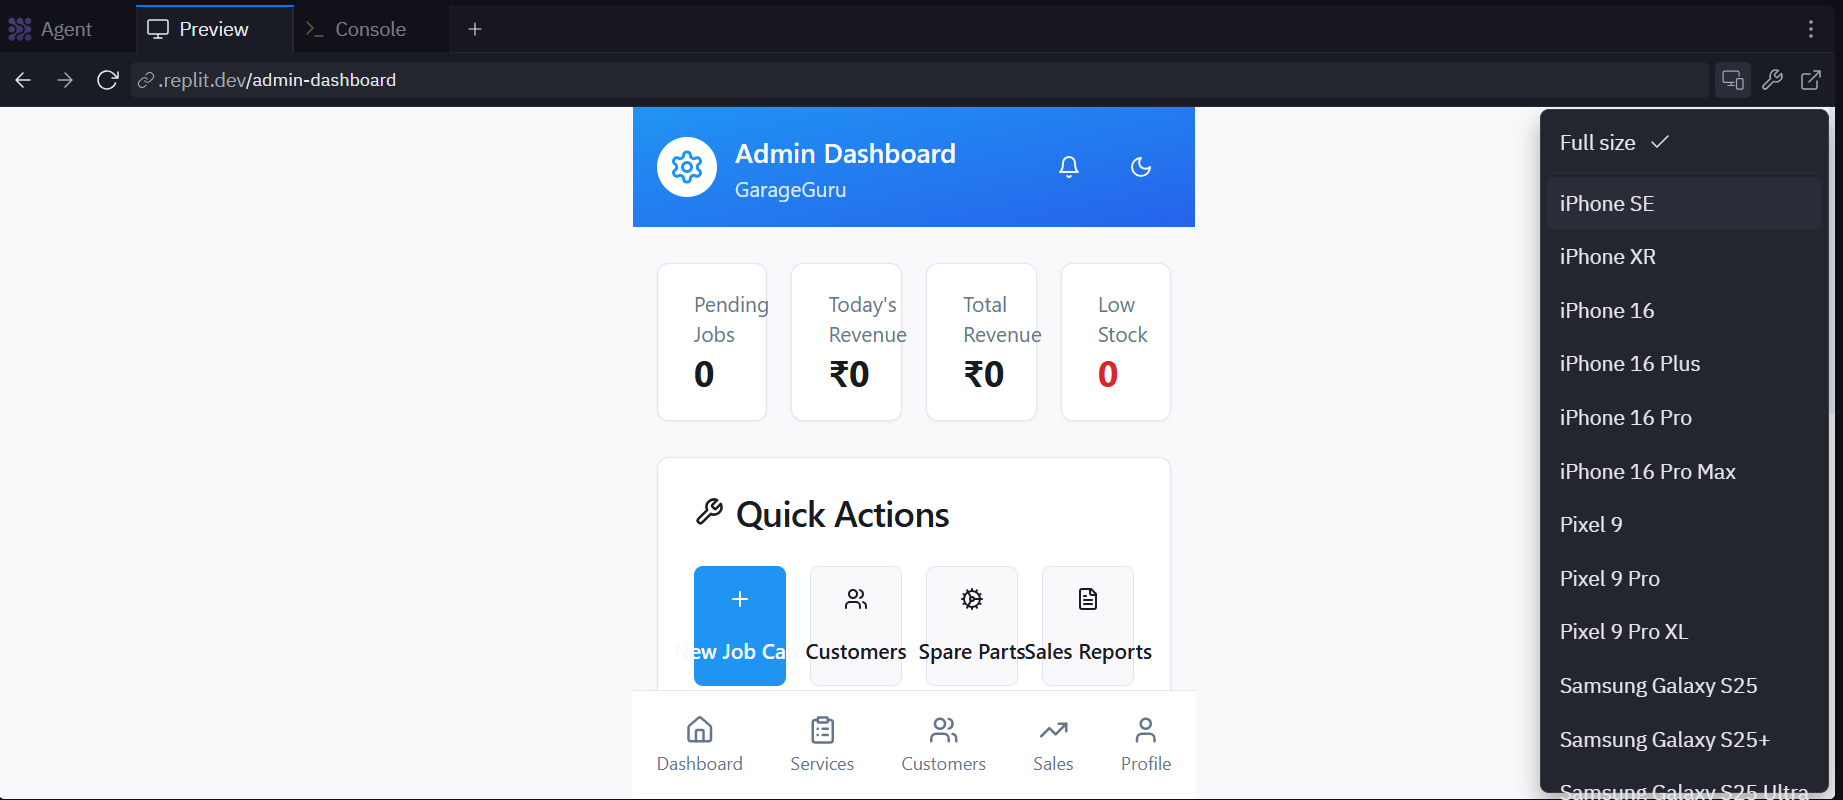 Agent
Preview
Console
.replit.dev/admin-dashboard
Full size
iPhone SE
iPhone XR
iPhone 16
iPhone 16 Plus
iPhone 16 Pro
iPhone 16 Pro Max
Pixel 9
Pixel 9 Pro
Pixel 9 Pro XL
Samsung Galaxy S25
Samsung Galaxy S25+
Samsung Galaxy S25 Ultra
Admin Dashboard
GarageGuru
Pending
Jobs
0
Today's
Revenue
₹0
Total
Revenue
₹0
Low
Stock
0
Quick Actions
New Job Ca
Customers
Spare Parts
Sales Reports
Dashboard
Services
Customers
Sales
Profile